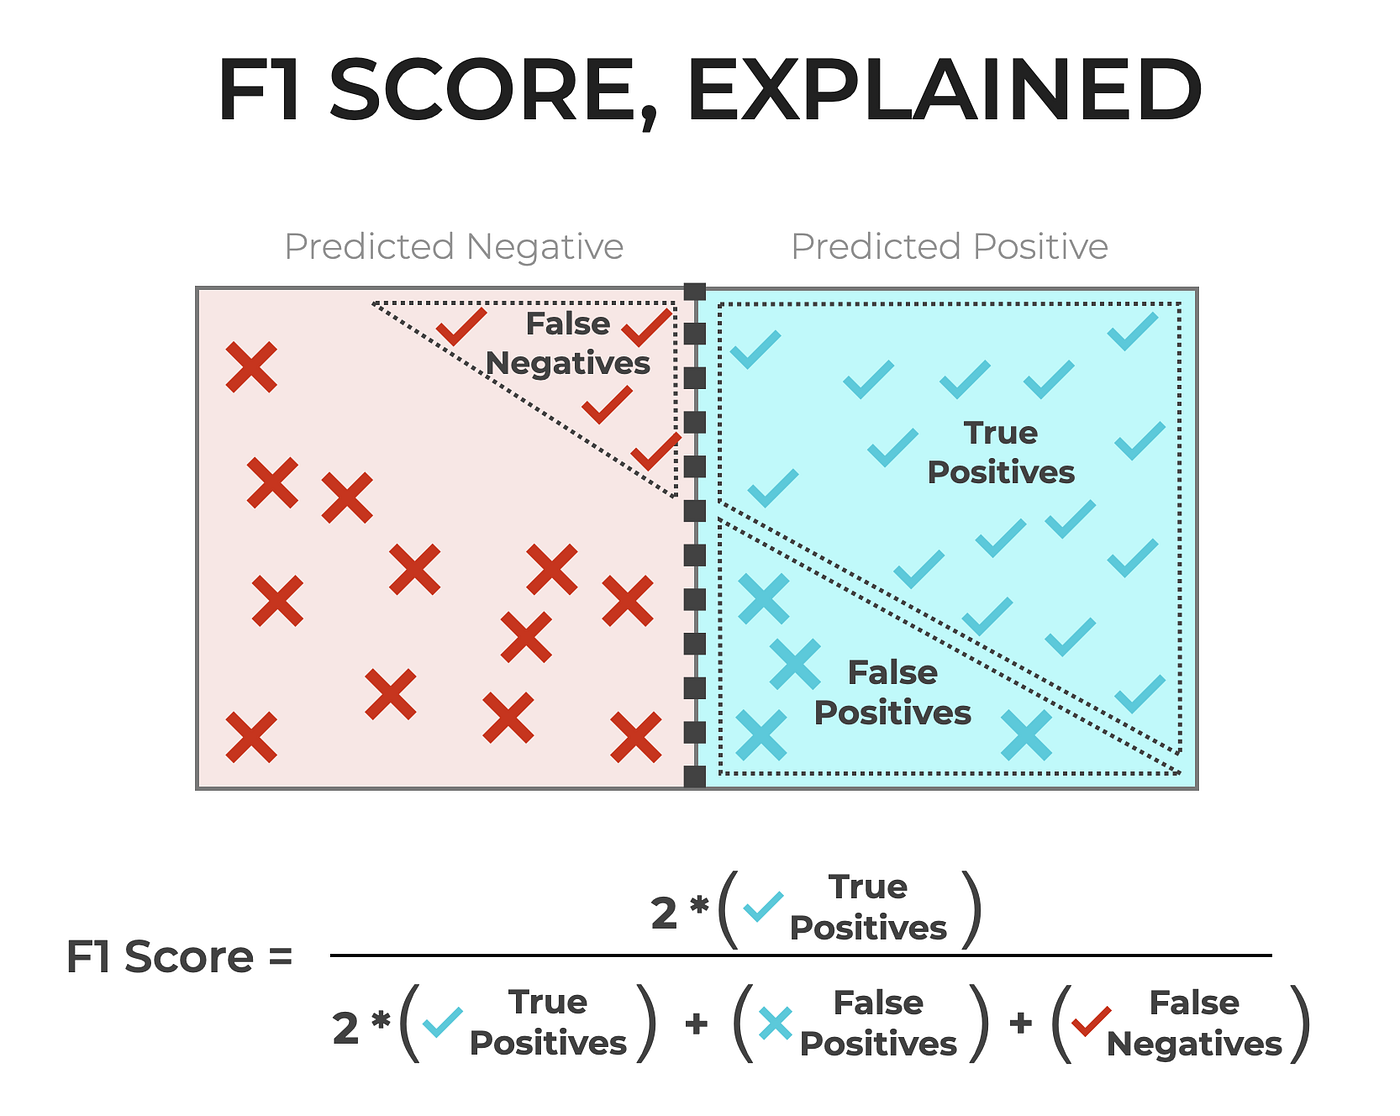 F1 SCORE, EXPLAINED
Predicted Negative
Predicted Positive
False
Negatives
True
Positives
False
Positives
2 * ( True
Positives )
F1 Score =
2 * ( True
Positives ) + ( False
Positives ) + ( False
Negatives )